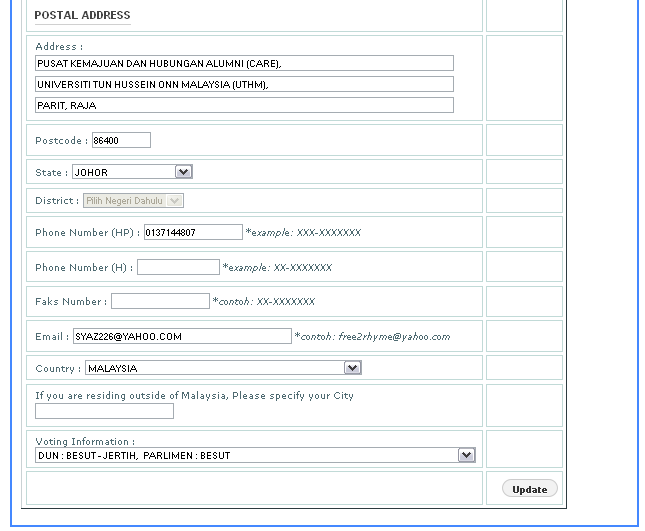 POSTAL ADDRESS
Address :
PUSAT KEMAJUAN DAN HUBUNGAN ALUMNI (CARE),
UNIVERSITI TUN HUSSEIN ONN MALAYSIA (UTHM),
PARIT, RAJA
Postcode : 86400
State : JOHOR
District : Pilih Negeri Dahulu
Phone Number (HP) : 0137144807 *example: XXX-XXXXXXX
Phone Number (H) : *example: XX-XXXXXXX
Faks Number : *contoh: XX-XXXXXXX
Email : SYAZ226@YAHOO.COM *contoh: free2rhyme@yahoo.com
Country : MALAYSIA
If you are residing outside of Malaysia, Please specify your City
Voting Information :
DUN : BESUT-JERTIH, PARLIMEN : BESUT
Update